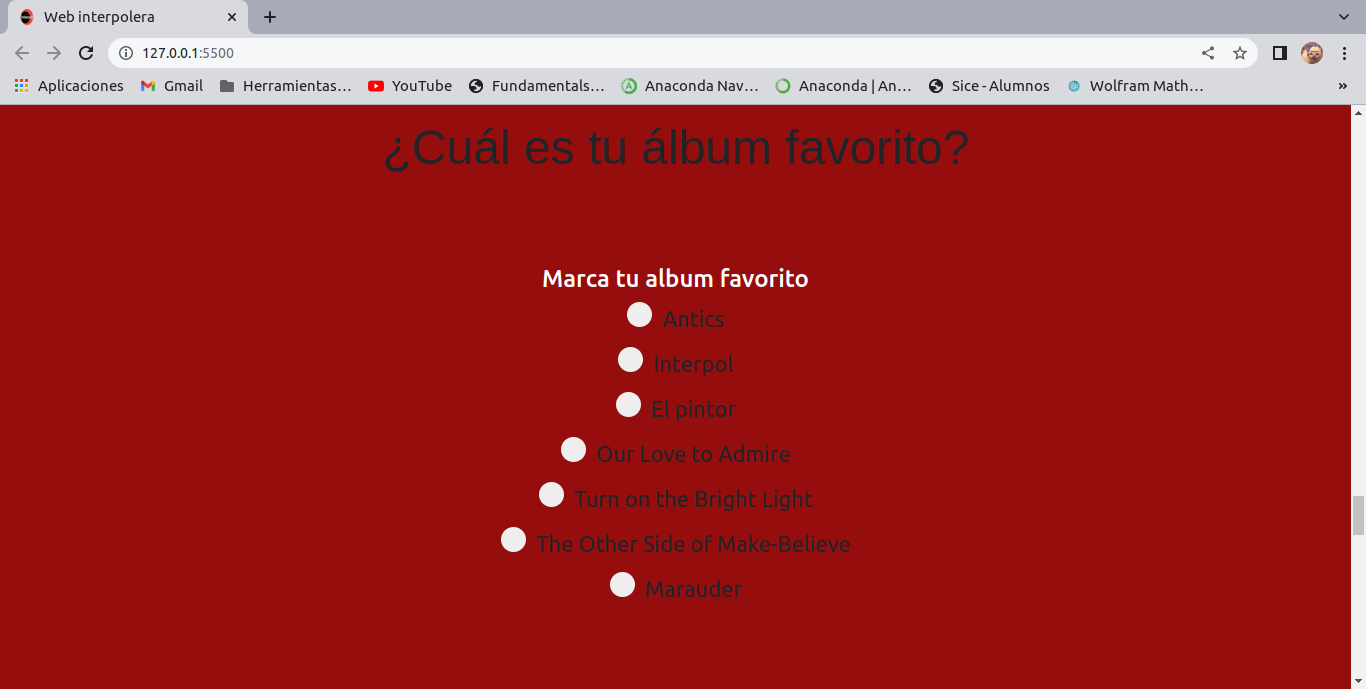 Web interpolera
127.0.0.1:5500
Aplicaciones Gmail Herramientas... YouTube Fundamentals... Anaconda Nav... Anaconda | An... Sice - Alumnos Wolfram Math... »
¿Cuál es tu álbum favorito?
Marca tu album favorito
Antics
Interpol
El pintor
Our Love to Admire
Turn on the Bright Light
The Other Side of Make-Believe
Marauder